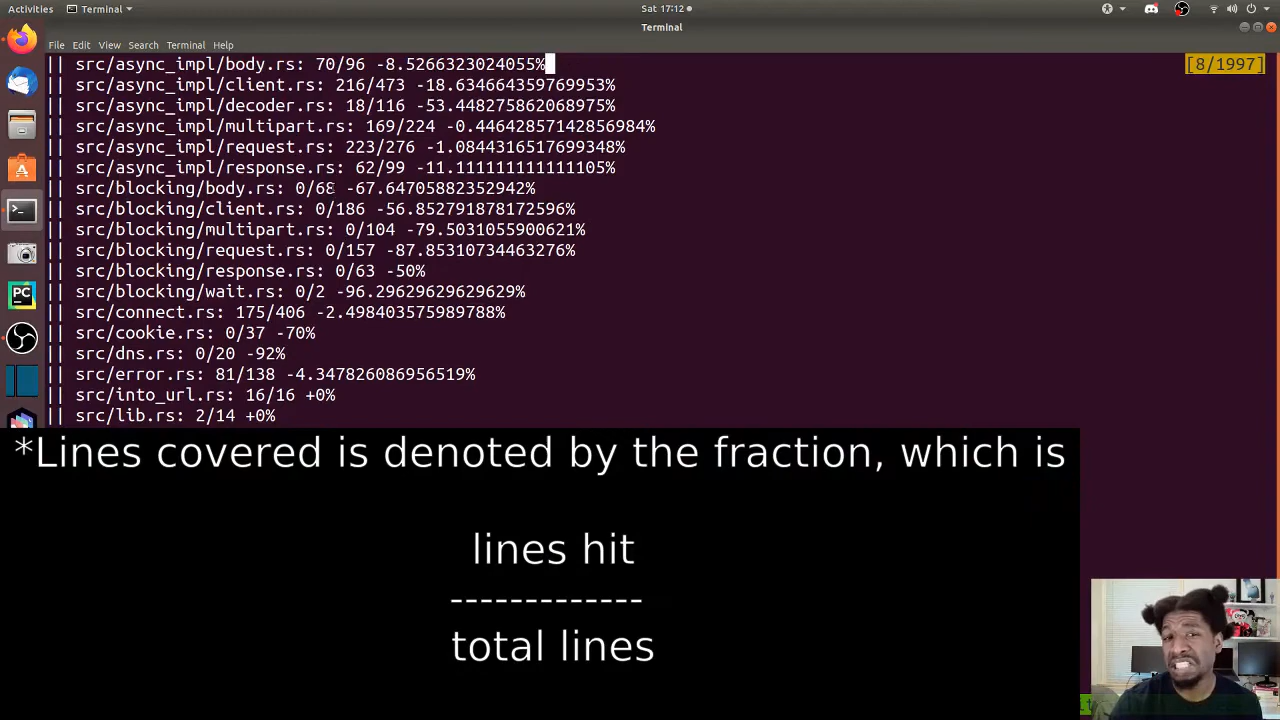 Activities
Terminal
Sat 17:12
Terminal
File Edit View Search Terminal Help
|| src/async_impl/body.rs: 70/96 -8.5266323024055%
[8/1997]
|| src/async_impl/client.rs: 216/473 -18.634664359769953%
|| src/async_impl/decoder.rs: 18/116 -53.448275862068975%
|| src/async_impl/multipart.rs: 169/224 -0.44642857142856984%
|| src/async_impl/request.rs: 223/276 -1.0844316517699348%
|| src/async_impl/response.rs: 62/99 -11.111111111111105%
|| src/blocking/body.rs: 0/68 -67.64705882352942%
|| src/blocking/client.rs: 0/186 -56.852791878172596%
|| src/blocking/multipart.rs: 0/104 -79.5031055900621%
|| src/blocking/request.rs: 0/157 -87.85310734463276%
|| src/blocking/response.rs: 0/63 -50%
|| src/blocking/wait.rs: 0/2 -96.29629629629629%
|| src/connect.rs: 175/406 -2.498403575989788%
|| src/cookie.rs: 0/37 -70%
|| src/dns.rs: 0/20 -92%
|| src/error.rs: 81/138 -4.347826086956519%
|| src/into_url.rs: 16/16 +0%
|| src/lib.rs: 2/14 +0%
*Lines covered is denoted by the fraction, which is
lines hit
-------------
total lines
PC